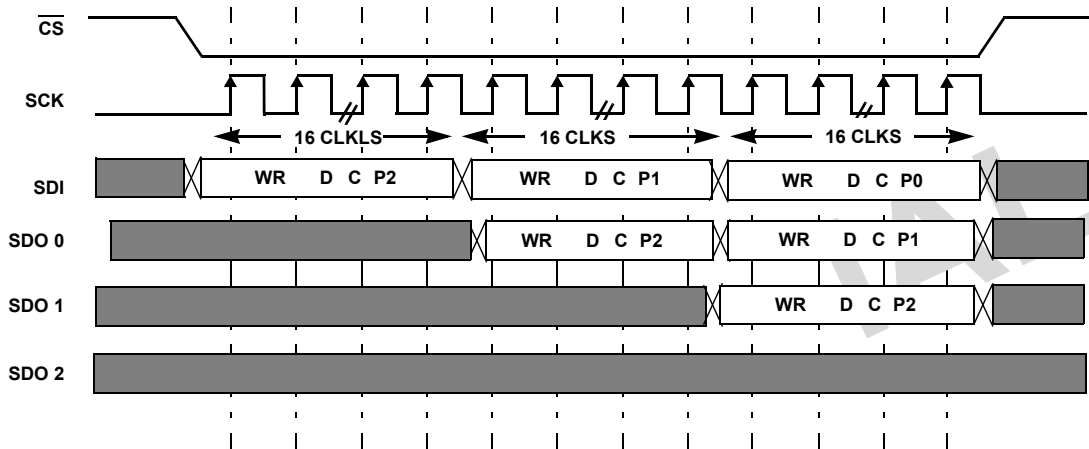 CS
SCK
16 CLKLS 16 CLKS 16 CLKS
SDI WR D C P2 WR D C P1 WR D C P0
SDO 0 WR D C P2 WR D C P1
SDO 1 WR D C P2
SDO 2